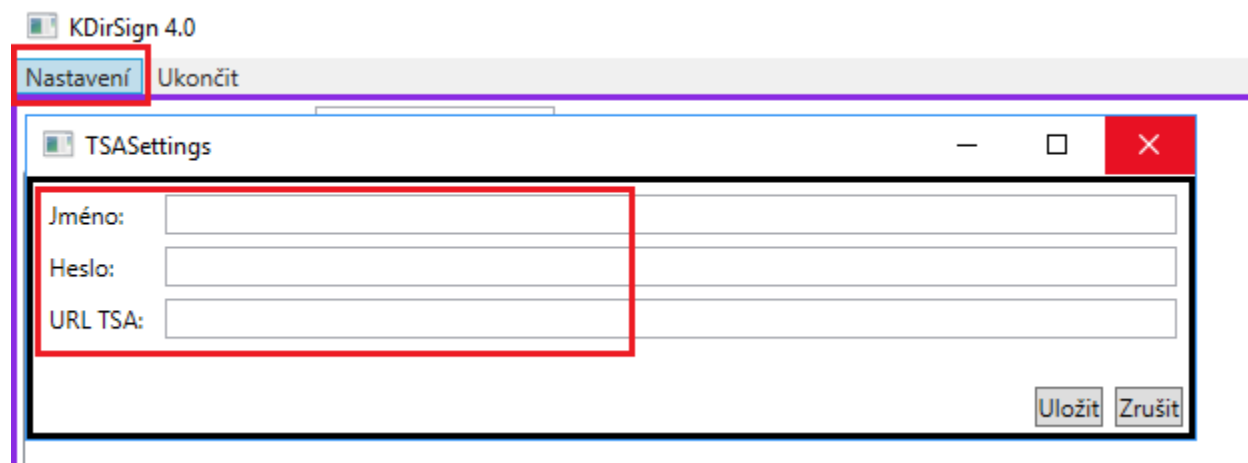 KDirSign 4.0
Nastavení Ukončit
TSASettings
Jméno:
Heslo:
URL TSA:
Uložit Zrušit